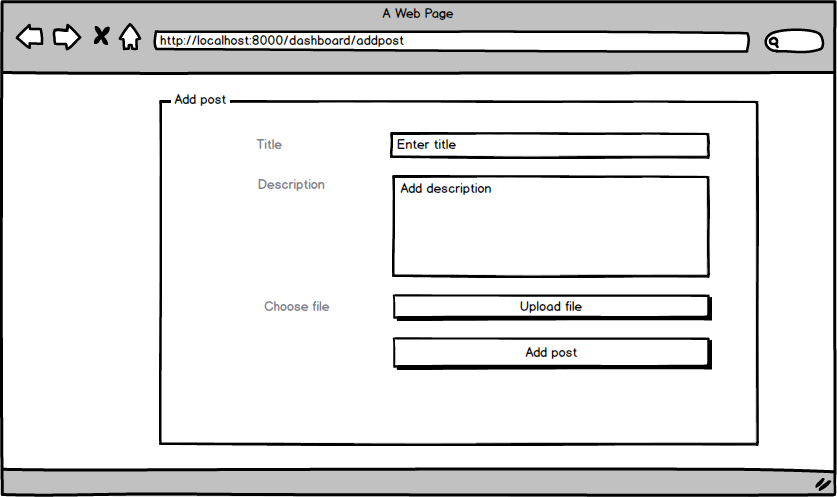 A Web Page
http://localhost:8000/dashboard/addpost
Add post
Title
Enter title
Description
Add description
Choose file
Upload file
Add post